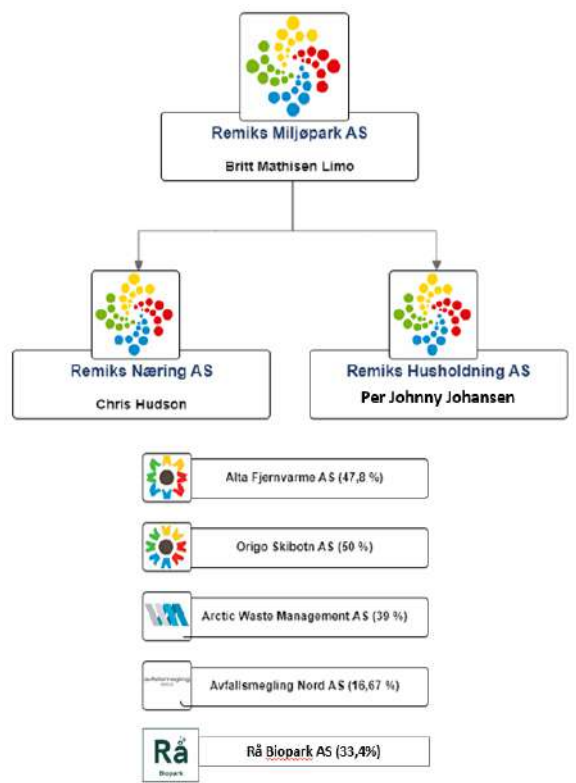 Remiks Miljøpark AS
Britt Mathisen Limo
Remiks Næring AS
Chris Hudson
Remiks Husholdning AS
Per Johnny Johansen
Alta Fjernvarme AS (47,8 %)
Origo Skibotn AS (50 %)
Arctic Waste Management AS (39 %)
avfallsmegling
Avfallsmegling Nord AS (16,67 %)
Rå
Biopark
Rå Biopark AS (33,4%)